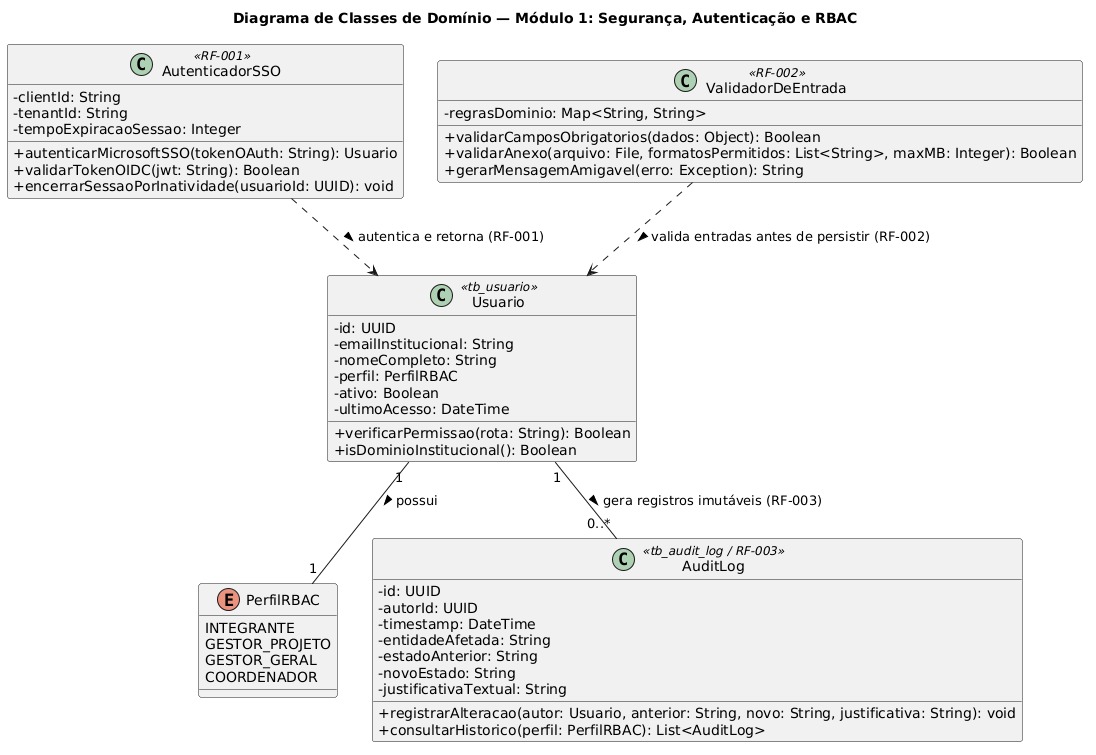 Diagrama de Classes de Domínio — Módulo 1: Segurança, Autenticação e RBAC
C
«RF-001»
AutenticadorSSO
-clientId: String
-tenantId: String
-tempoExpiracaoSessao: Integer
+autenticarMicrosoftSSO(tokenOAuth: String): Usuario
+validarTokenOIDC(jwt: String): Boolean
+encerrarSessaoPorInatividade(usuarioId: UUID): void
C
«RF-002»
ValidadorDeEntrada
-regrasDominio: Map<String, String>
+validarCamposObrigatorios(dados: Object): Boolean
+validarAnexo(arquivo: File, formatosPermitidos: List<String>, maxMB: Integer): Boolean
+gerarMensagemAmigavel(erro: Exception): String
autentica e retorna (RF-001)
valida entradas antes de persistir (RF-002)
C
«tb_usuario»
Usuario
-id: UUID
-emailInstitucional: String
-nomeCompleto: String
-perfil: PerfilRBAC
-ativo: Boolean
-ultimoAcesso: DateTime
+verificarPermissao(rota: String): Boolean
+isDominioInstitucional(): Boolean
1
possui
1
1
gera registros imutáveis (RF-003)
0..*
E
PerfilRBAC
INTEGRANTE
GESTOR_PROJETO
GESTOR_GERAL
COORDENADOR
C
«tb_audit_log / RF-003»
AuditLog
-id: UUID
-autorId: UUID
-timestamp: DateTime
-entidadeAfetada: String
-estadoAnterior: String
-novoEstado: String
-justificativaTextual: String
+registrarAlteracao(autor: Usuario, anterior: String, novo: String, justificativa: String): void
+consultarHistorico(perfil: PerfilRBAC): List<AuditLog>